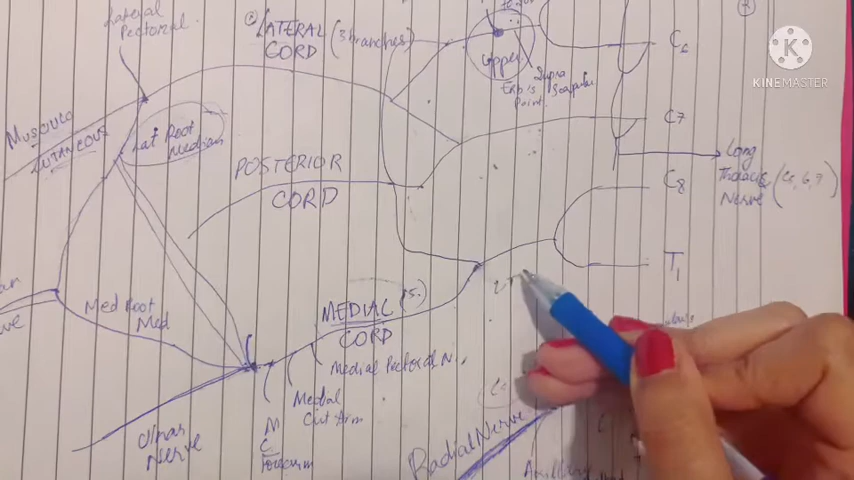 Lateral
Pectoral
LATERAL (3 branches)
CORD
Upper
Erb's
Point
Supra
Scapular
C6
C7
Long
Thoracic (C5, 6, 7)
Nerve
C8
T1
MUSCULO
CUTANEOUS
Lat Root
Median
POSTERIOR
CORD
Med Root
Med
MEDIAL (5)
CORD
Medial Pectoral N.
Medial
Cut Arm
M
C
Forearm
Ulnar
Nerve
Radial Nerve
KINEMASTER